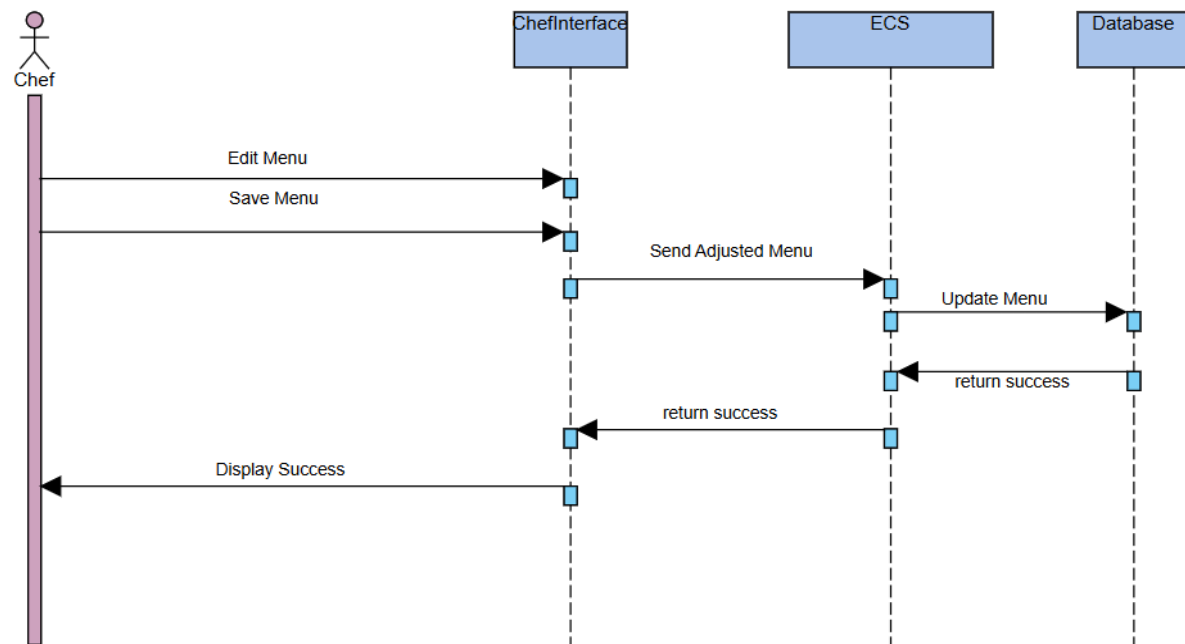 ChefInterface
ECS
Database
Chef
Edit Menu
Save Menu
Send Adjusted Menu
Update Menu
return success
return success
Display Success